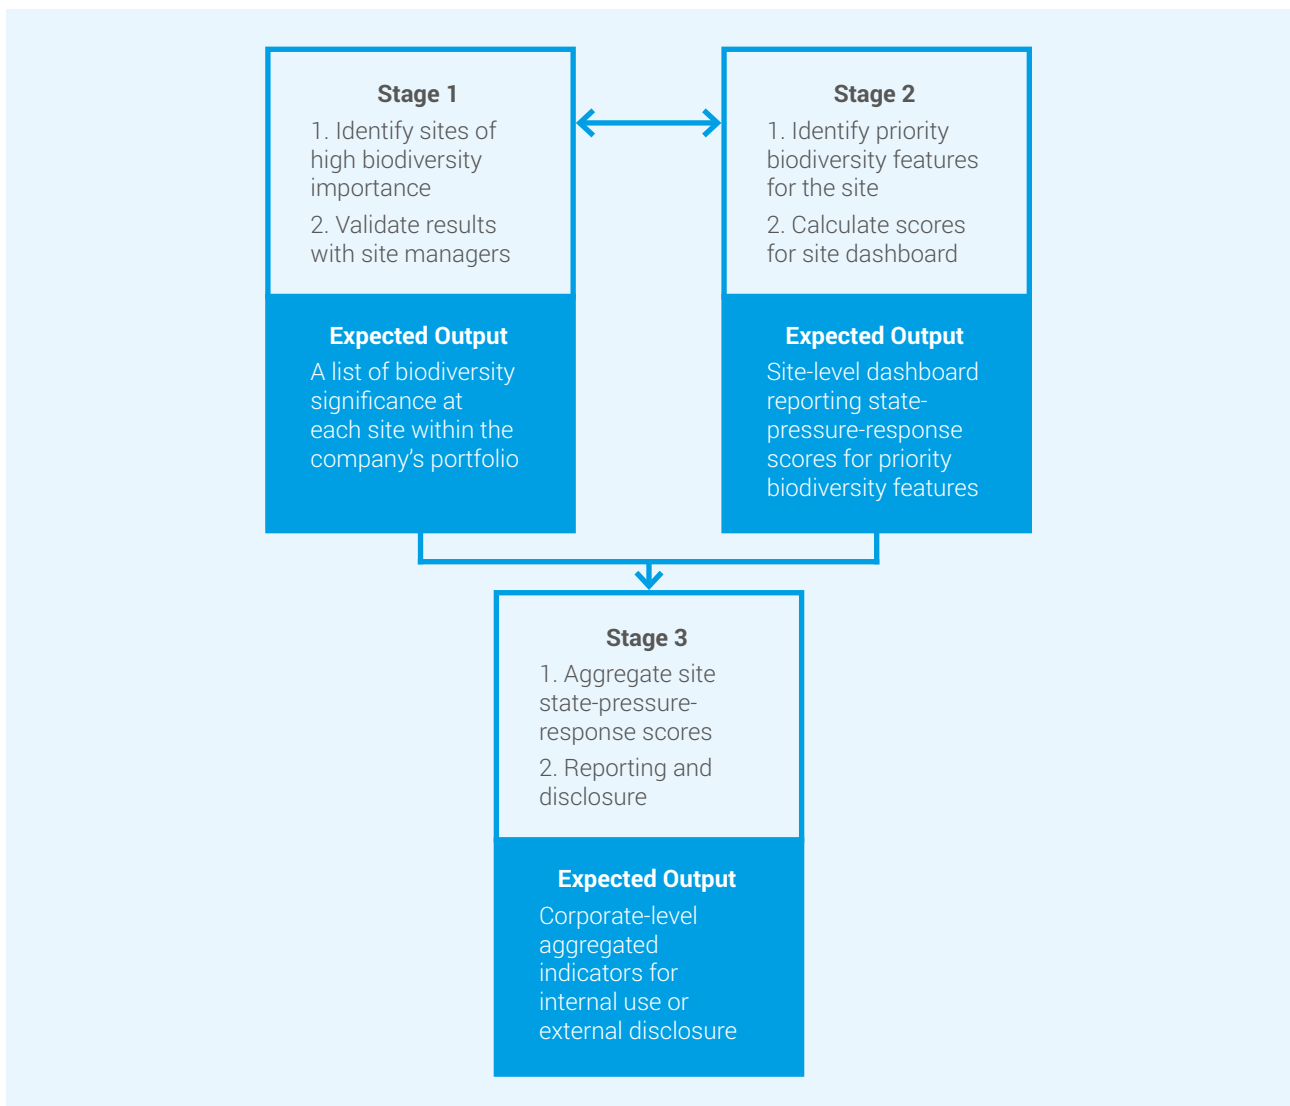 Stage 1
1. Identify sites of
high biodiversity
importance
2. Validate results
with site managers
Expected Output
A list of biodiversity
significance at
each site within the
company's portfolio
Stage 2
1. Identify priority
biodiversity features
for the site
2. Calculate scores
for site dashboard
Expected Output
Site-level dashboard
reporting state-
pressure-response
scores for priority
biodiversity features
Stage 3
1. Aggregate site
state-pressure-
response scores
2. Reporting and
disclosure
Expected Output
Corporate-level
aggregated
indicators for
internal use or
external disclosure